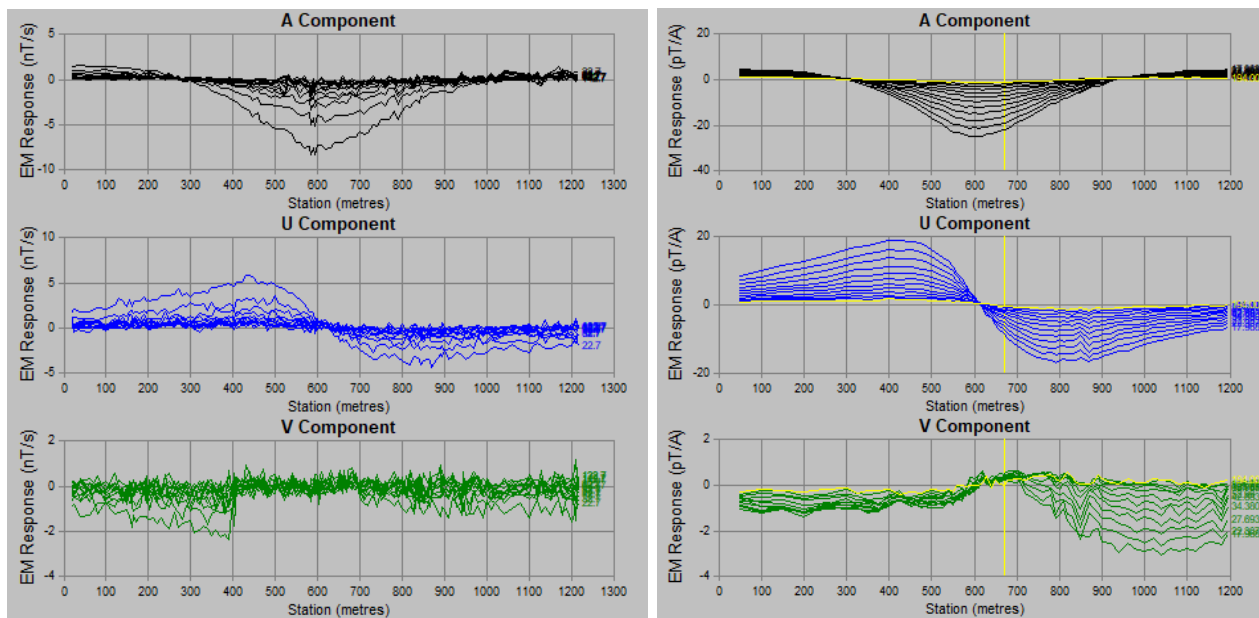 A Component
EM Response (nT/s)
5
0
-5
-10
0 100 200 300 400 500 600 700 800 900 1000 1100 1200 1300
Station (metres)
U Component
EM Response (nT/s)
10
5
0
-5
22.7
0 100 200 300 400 500 600 700 800 900 1000 1100 1200 1300
Station (metres)
V Component
EM Response (nT/s)
2
0
-2
-4
0 100 200 300 400 500 600 700 800 900 1000 1100 1200 1300
Station (metres)
A Component
EM Response (pT/A)
20
0
-20
-40
0 100 200 300 400 500 600 700 800 900 1000 1100 1200
Station (metres)
U Component
EM Response (pT/A)
20
0
-20
0 100 200 300 400 500 600 700 800 900 1000 1100 1200
Station (metres)
V Component
EM Response (pT/A)
2
0
-2
-4
34.360
27.693
0 100 200 300 400 500 600 700 800 900 1000 1100 1200
Station (metres)